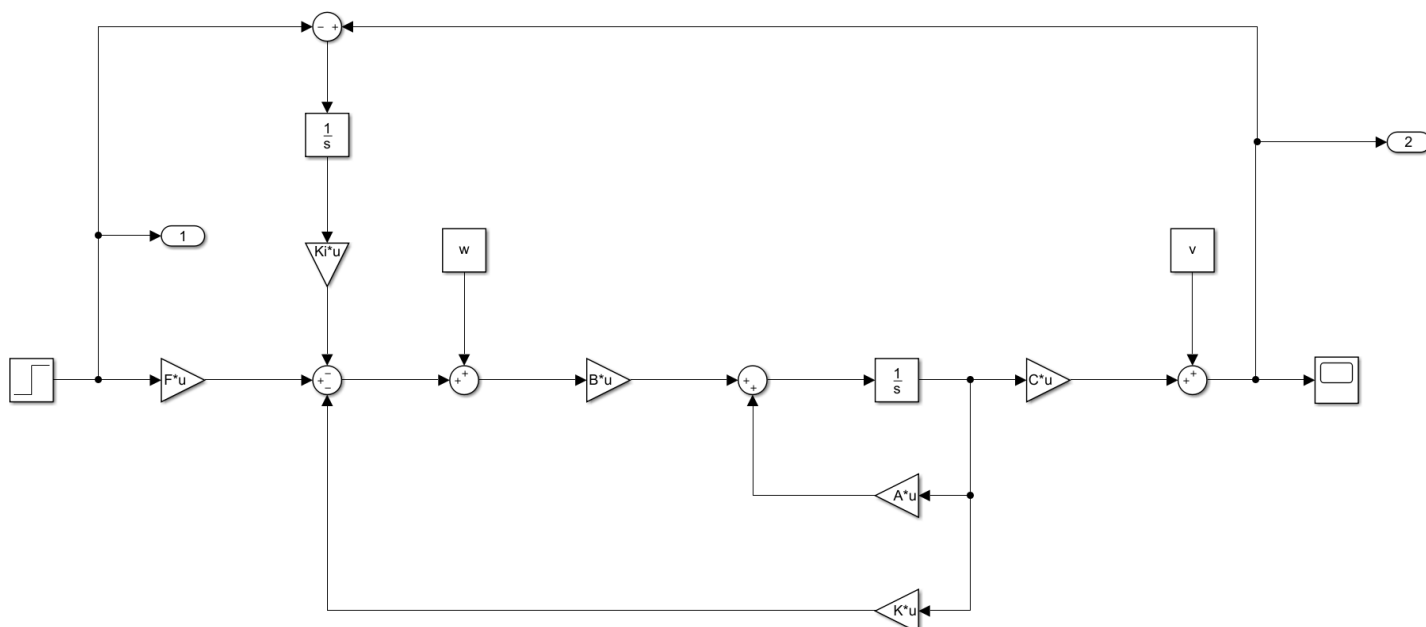 − +
1
s
2
1
Ki*u
w
v
F*u
+ − −
+ +
B*u
+ +
1
s
C*u
+ +
A*u
K*u